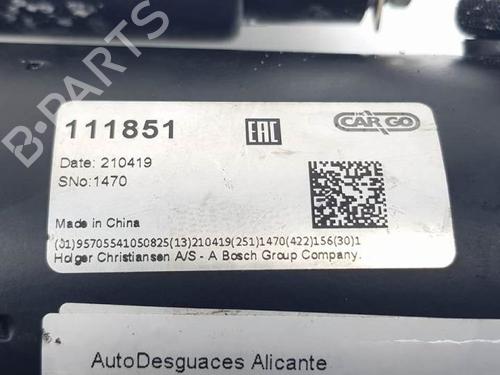 111851
EAC
CARGO
Date: 210419
SNo:1470
Made in China
(01)95705541050825(13)210419(251)1470(422)156(30)1
Holger Christiansen A/S - A Bosch Group Company.
AutoDesguaces Alicante
B-PARTS